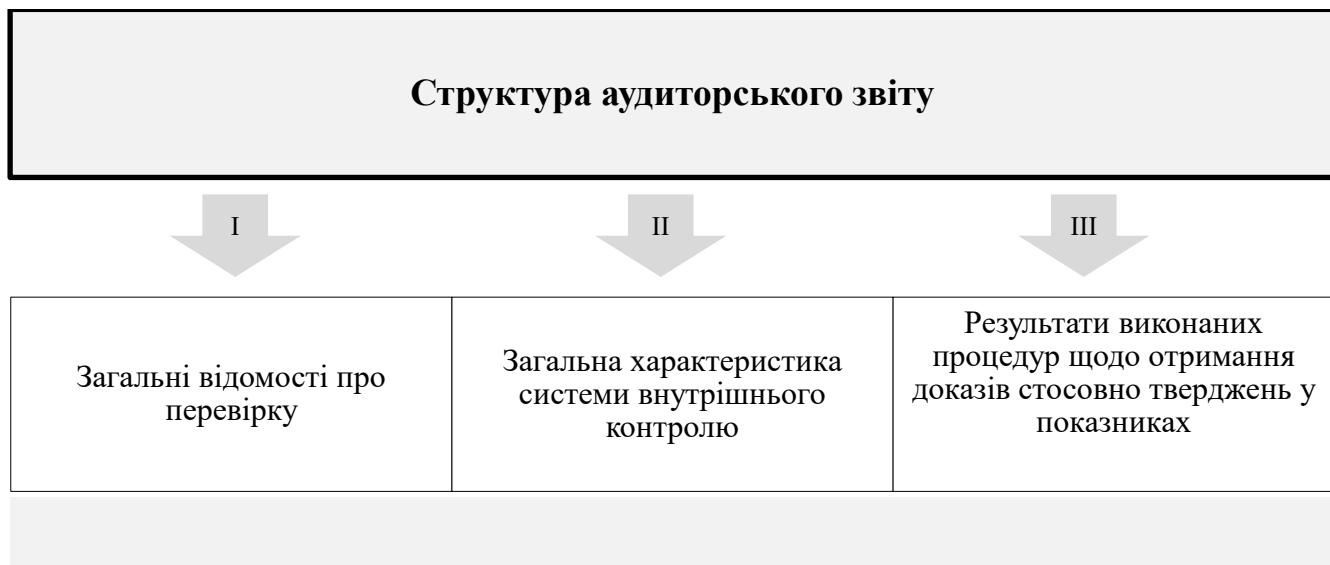 Структура аудиторського звіту
I
II
III
Загальні відомості про
перевірку
Загальна характеристика
системи внутрішнього
контролю
Результати виконаних
процедур щодо отримання
доказів стосовно тверджень у
показниках